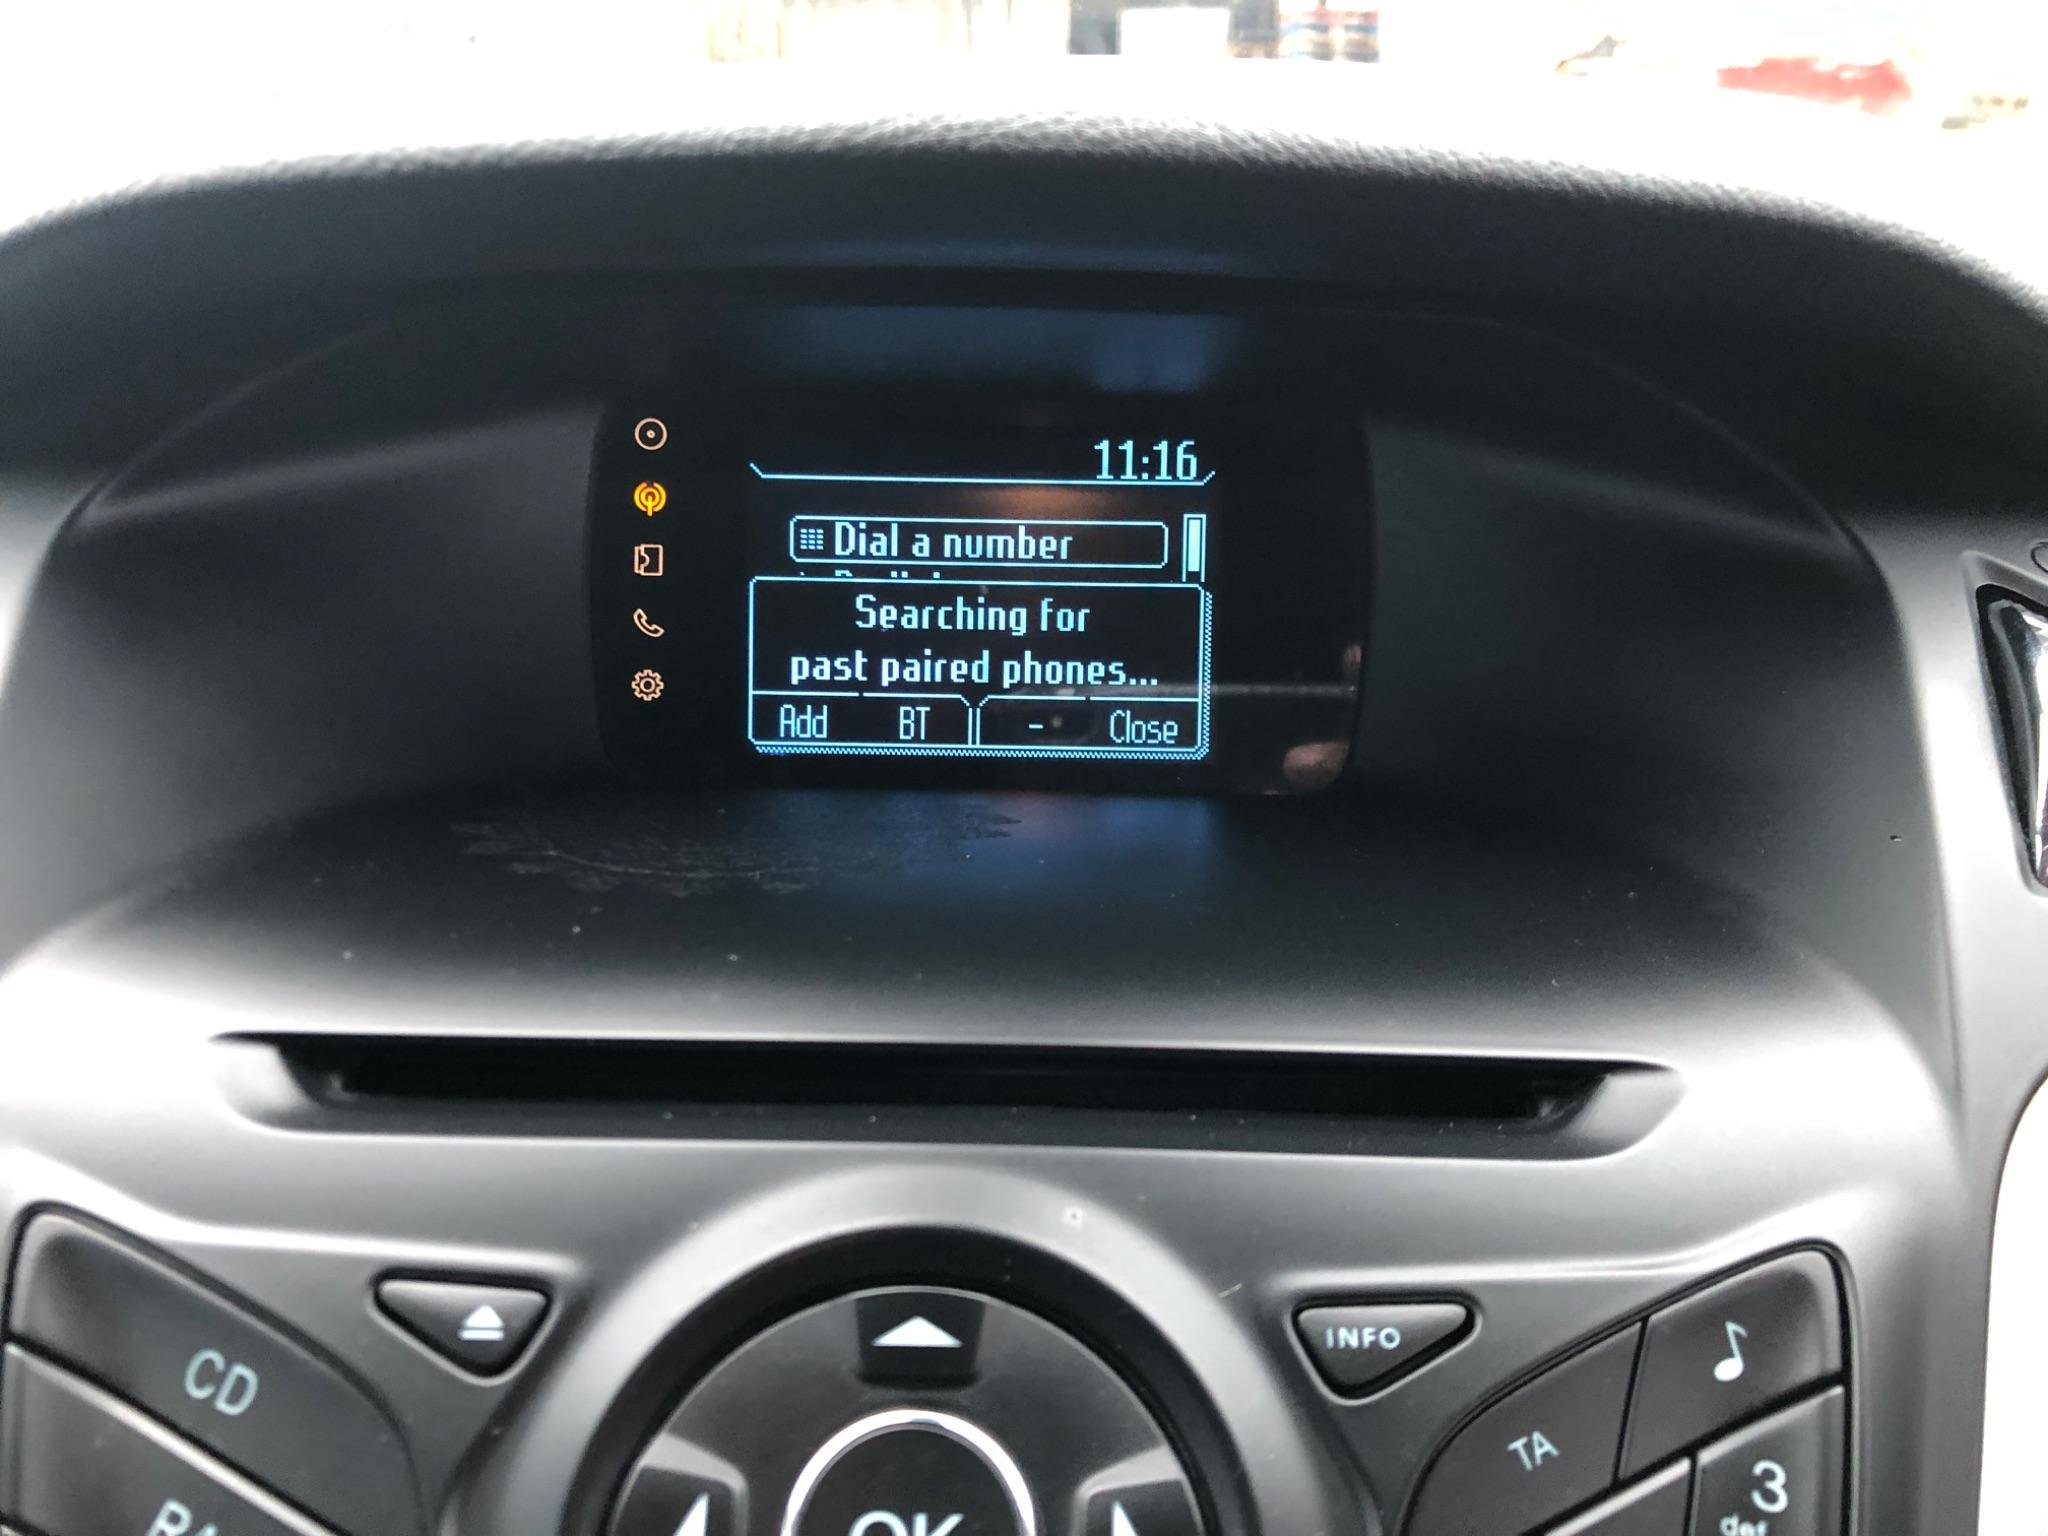 11:16
Dial a number
Searching for
past paired phones...
Add BT - Close
CD
INFO
TA
3
OK